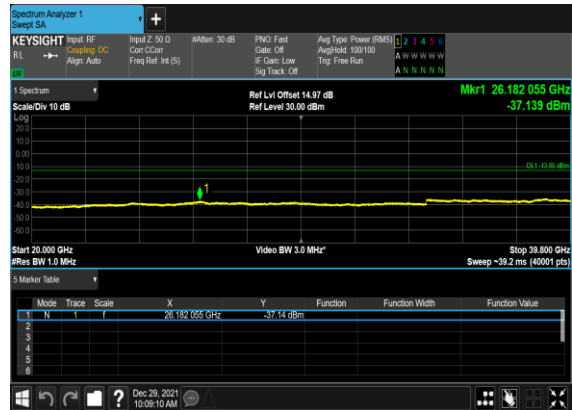 Spectrum Analyzer 1
Swept SA
+
KEYSIGHT Input: RF Input Z: 50 Ω #Atten: 30 dB PNO: Fast Avg Type: Power (RMS) 1 2 3 4 5 6
RL Coupling: DC Corr CCorr Gate: Off Avg|Hold: 100/100 A W W W W W
Align: Auto Freq Ref: Int (S) IF Gain: Low Trig: Free Run
Sig Track: Off A N N N N N
1 Spectrum Ref Lvl Offset 14.97 dB Mkr1 26.182 055 GHz
Scale/Div 10 dB Ref Level 30.00 dBm -37.139 dBm
Log
20.0
10.0
0.00
-10.0
DL1 -13.00 dBm
-20.0
-30.0
1
-40.0
-50.0
-60.0
Start 20.000 GHz Video BW 3.0 MHz* Stop 39.800 GHz
#Res BW 1.0 MHz Sweep ~39.2 ms (40001 pts)
5 Marker Table
Mode Trace Scale X Y Function Function Width Function Value
1 N 1 f 26.182 055 GHz -37.14 dBm
2
3
4
5
6
? Dec 29, 2021
10:09:10 AM